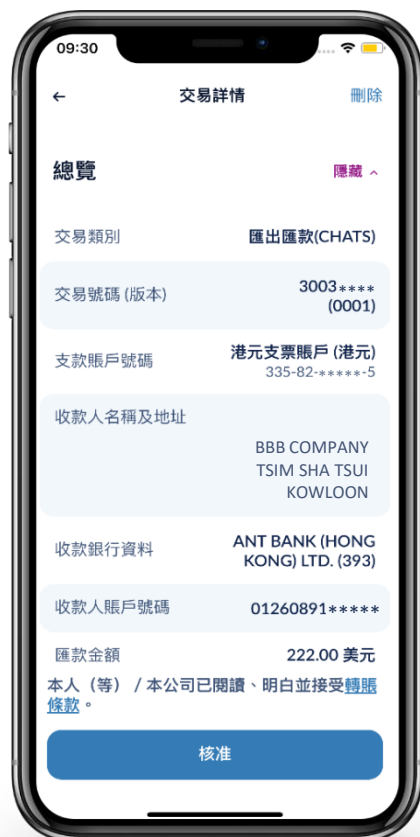 09:30
← 交易詳情 刪除
總覽 隱藏
交易類別 匯出匯款(CHATS)
交易號碼 (版本) 3003****
(0001)
支款賬戶號碼 港元支票賬戶 (港元)
335-82-*****-5
收款人名稱及地址
BBB COMPANY
TSIM SHA TSUI
KOWLOON
收款銀行資料 ANT BANK (HONG
KONG) LTD. (393)
收款人賬戶號碼 01260891*****
匯款金額 222.00 美元
本人（等） / 本公司已閱讀、明白並接受轉賬
條款。
核准